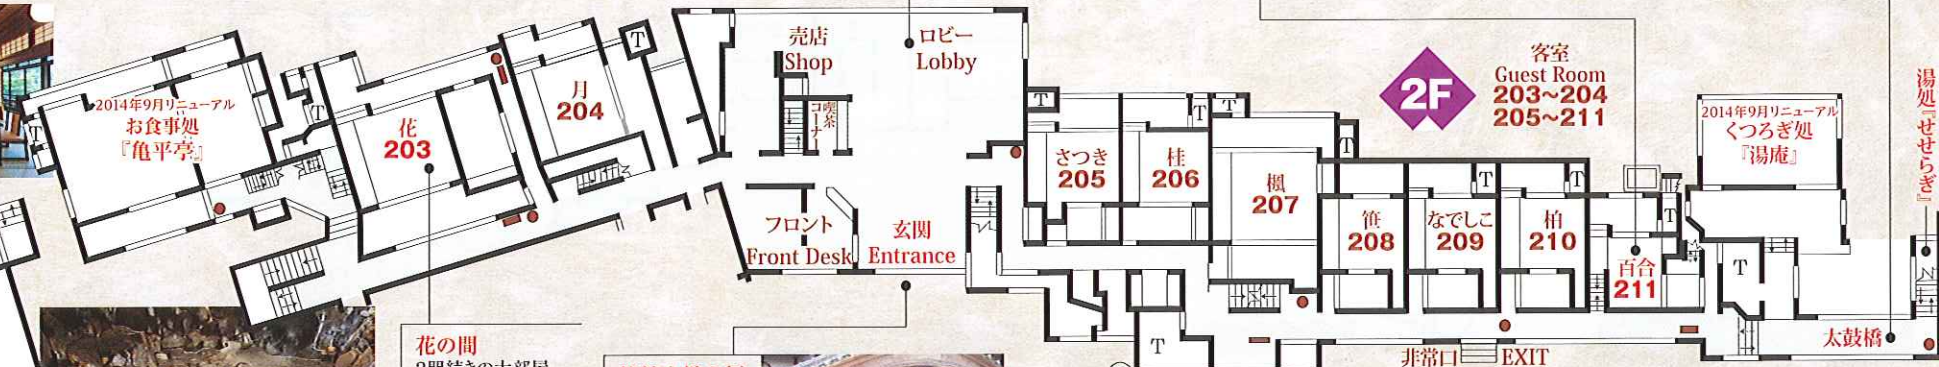 2014年9月リニューアル
お食事処
『亀平亭』
T
T
花
203
月
204
T
売店
Shop
喫茶
コーナー
ロビー
Lobby
フロント
Front Desk
玄関
Entrance
T
さつき
205
T
桂
206
T
楓
207
T
笹
208
T
なでしこ
209
T
柏
210
T
百合
211
2F
客室
Guest Room
203~204
205~211
2014年9月リニューアル
くつろぎ処
『湯庵』
T
湯処『せせらぎ』
太鼓橋
T
非常口 EXIT
花の間